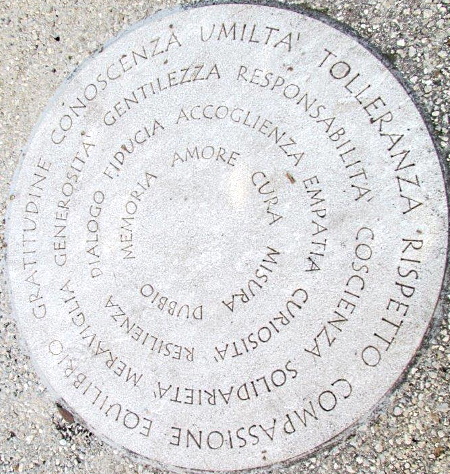 GRATITUDINE CONOSCENZA UMILTA' TOLLERANZA RISPETTO COMPASSIONE EQUILIBRIO
GENEROSITA' GENTILEZZA RESPONSABILITA' COSCIENZA SOLIDARIETA' MERAVIGLIA
DIALOGO FIDUCIA ACCOGLIENZA EMPATIA CURIOSITA' RESILIENZA
MEMORIA AMORE CURA MISURA DUBBIO